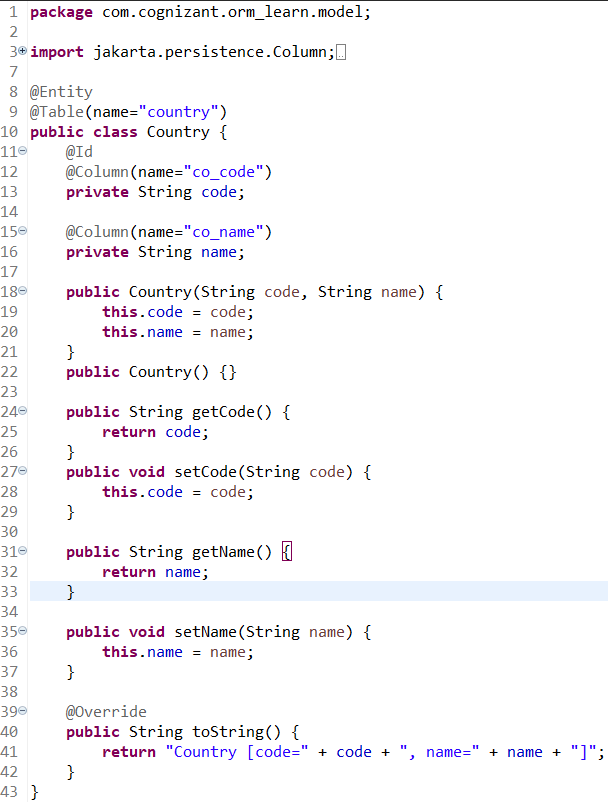 1 package com.cognizant.orm_learn.model;
2
3 import jakarta.persistence.Column;
7
8 @Entity
9 @Table(name="country")
10 public class Country {
11     @Id
12     @Column(name="co_code")
13     private String code;
14
15     @Column(name="co_name")
16     private String name;
17
18     public Country(String code, String name) {
19         this.code = code;
20         this.name = name;
21     }
22     public Country() {}
23
24     public String getCode() {
25         return code;
26     }
27     public void setCode(String code) {
28         this.code = code;
29     }
30
31     public String getName() {
32         return name;
33     }
34
35     public void setName(String name) {
36         this.name = name;
37     }
38
39     @Override
40     public String toString() {
41         return "Country [code=" + code + ", name=" + name + "]";
42     }
43 }